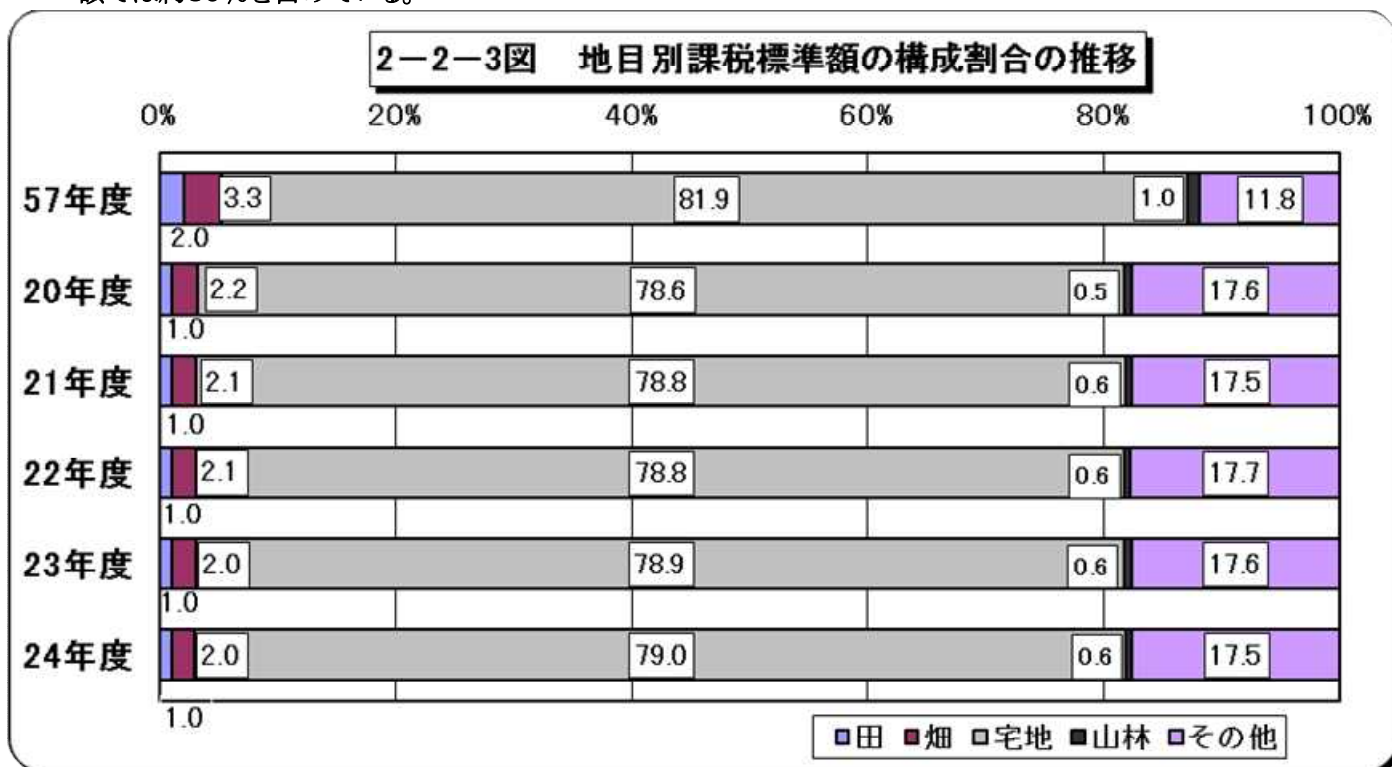 2－2－3図　地目別課税標準額の構成割合の推移
0% 20% 40% 60% 80% 100%
57年度 3.3 81.9 1.0 11.8
2.0
20年度 2.2 78.6 0.5 17.6
1.0
21年度 2.1 78.8 0.6 17.5
1.0
22年度 2.1 78.8 0.6 17.7
1.0
23年度 2.0 78.9 0.6 17.6
1.0
24年度 2.0 79.0 0.6 17.5
1.0
田 畑 宅地 山林 その他